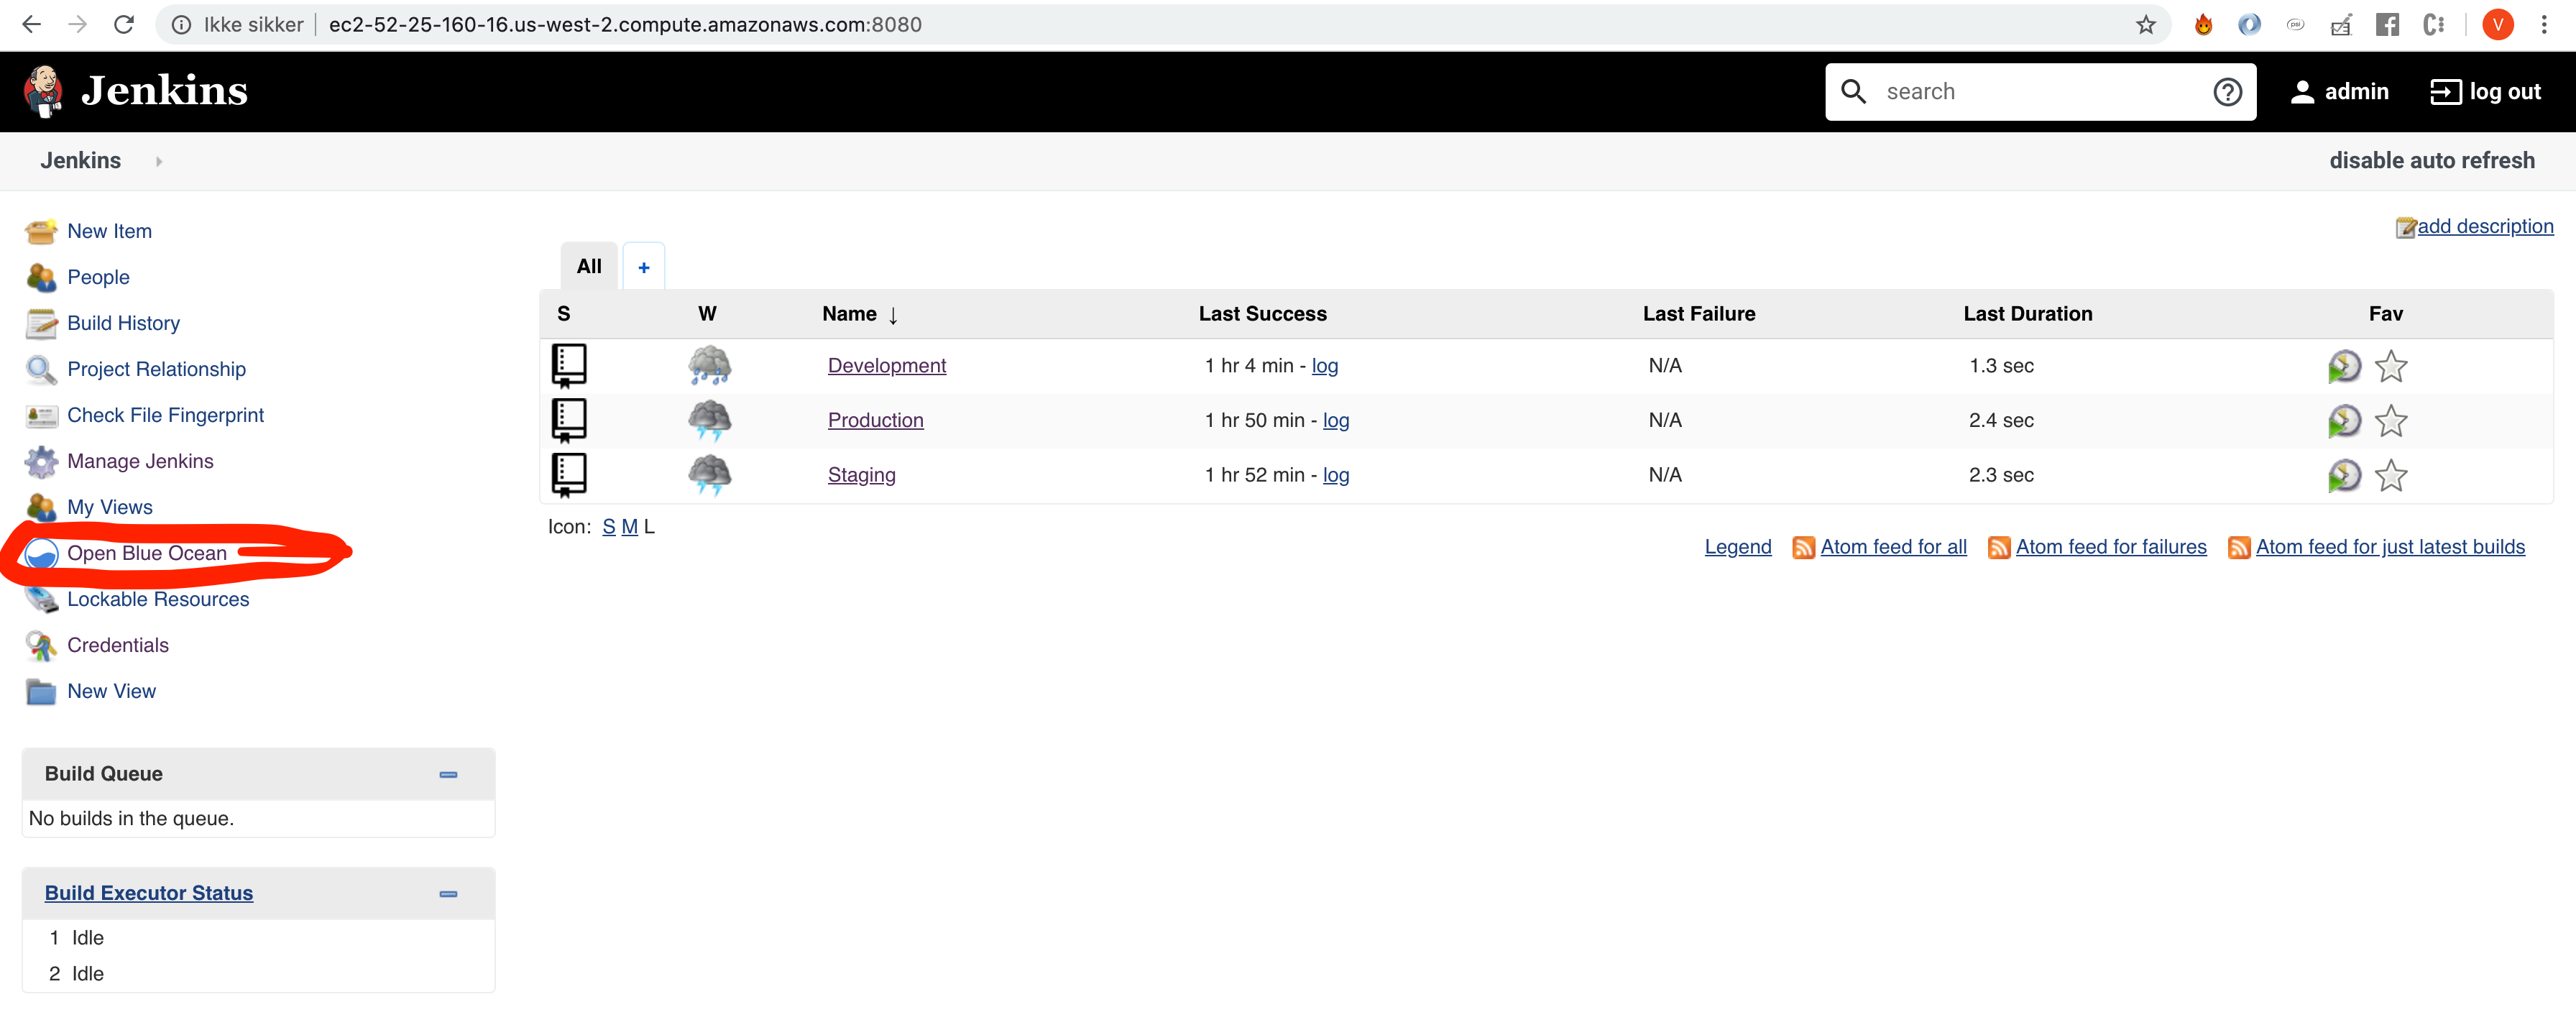 Ikke sikker ec2-52-25-160-16.us-west-2.compute.amazonaws.com:8080
V
Jenkins
search
admin
log out
Jenkins
disable auto refresh
New Item
People
Build History
Project Relationship
Check File Fingerprint
Manage Jenkins
My Views
Open Blue Ocean
Lockable Resources
Credentials
New View
Build Queue
No builds in the queue.
Build Executor Status
1 Idle
2 Idle
add description
All +
S W Name ↓ Last Success Last Failure Last Duration Fav
Development 1 hr 4 min - log N/A 1.3 sec
Production 1 hr 50 min - log N/A 2.4 sec
Staging 1 hr 52 min - log N/A 2.3 sec
Icon: S M L
Legend Atom feed for all Atom feed for failures Atom feed for just latest builds